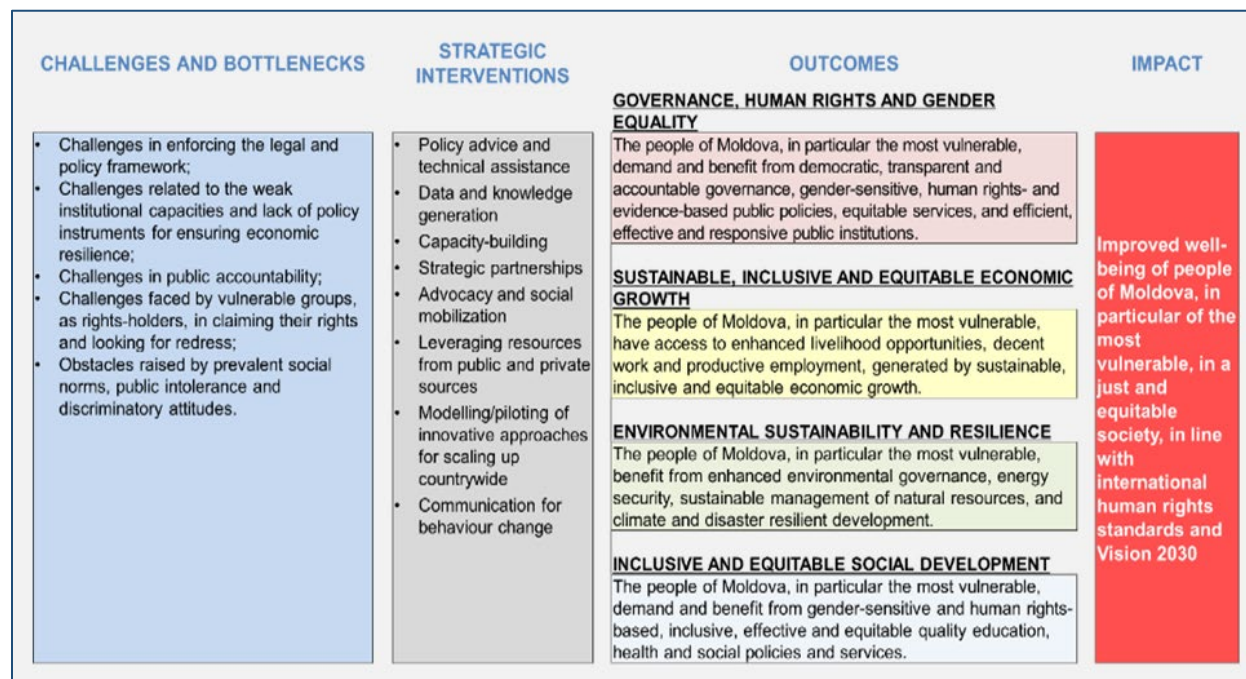 CHALLENGES AND BOTTLENECKS
• Challenges in enforcing the legal and
policy framework;
• Challenges related to the weak
institutional capacities and lack of policy
instruments for ensuring economic
resilience;
• Challenges in public accountability;
• Challenges faced by vulnerable groups,
as rights-holders, in claiming their rights
and looking for redress;
• Obstacles raised by prevalent social
norms, public intolerance and
discriminatory attitudes.
STRATEGIC
INTERVENTIONS
• Policy advice and
technical assistance
• Data and knowledge
generation
• Capacity-building
• Strategic partnerships
• Advocacy and social
mobilization
• Leveraging resources
from public and private
sources
• Modelling/piloting of
innovative approaches
for scaling up
countrywide
• Communication for
behaviour change
OUTCOMES
GOVERNANCE, HUMAN RIGHTS AND GENDER
EQUALITY
The people of Moldova, in particular the most vulnerable,
demand and benefit from democratic, transparent and
accountable governance, gender-sensitive, human rights- and
evidence-based public policies, equitable services, and efficient,
effective and responsive public institutions.
SUSTAINABLE, INCLUSIVE AND EQUITABLE ECONOMIC
GROWTH
The people of Moldova, in particular the most vulnerable,
have access to enhanced livelihood opportunities, decent
work and productive employment, generated by sustainable,
inclusive and equitable economic growth.
ENVIRONMENTAL SUSTAINABILITY AND RESILIENCE
The people of Moldova, in particular the most vulnerable,
benefit from enhanced environmental governance, energy
security, sustainable management of natural resources, and
climate and disaster resilient development.
INCLUSIVE AND EQUITABLE SOCIAL DEVELOPMENT
The people of Moldova, in particular the most vulnerable,
demand and benefit from gender-sensitive and human rights-
based, inclusive, effective and equitable quality education,
health and social policies and services.
IMPACT
Improved well-
being of people
of Moldova, in
particular of the
most
vulnerable, in a
just and
equitable
society, in line
with
international
human rights
standards and
Vision 2030